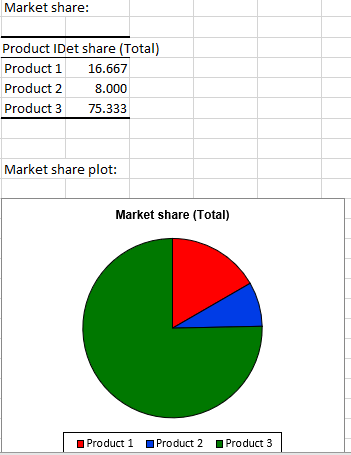 Market share:
Product IDet share (Total)
Product 1 16.667
Product 2 8.000
Product 3 75.333
Market share plot:
Market share (Total)
Product 1 Product 2 Product 3